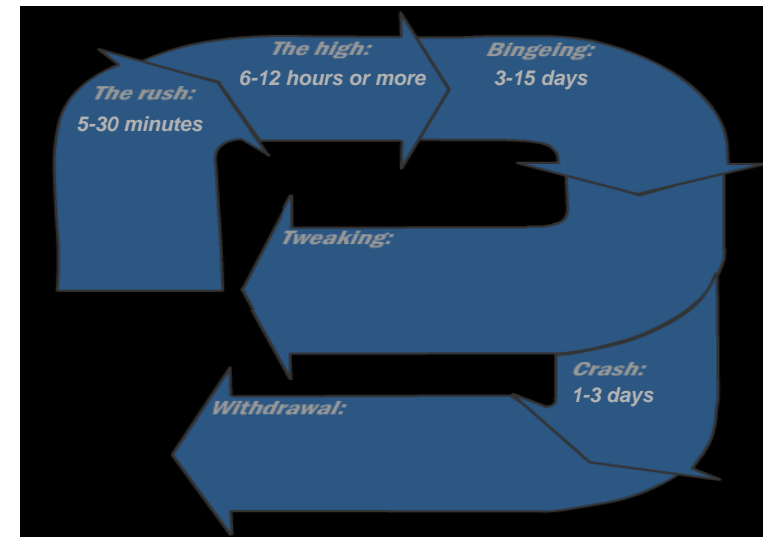 The rush:
5-30 minutes
The high:
6-12 hours or more
Bingeing:
3-15 days
Tweaking:
Crash:
1-3 days
Withdrawal: